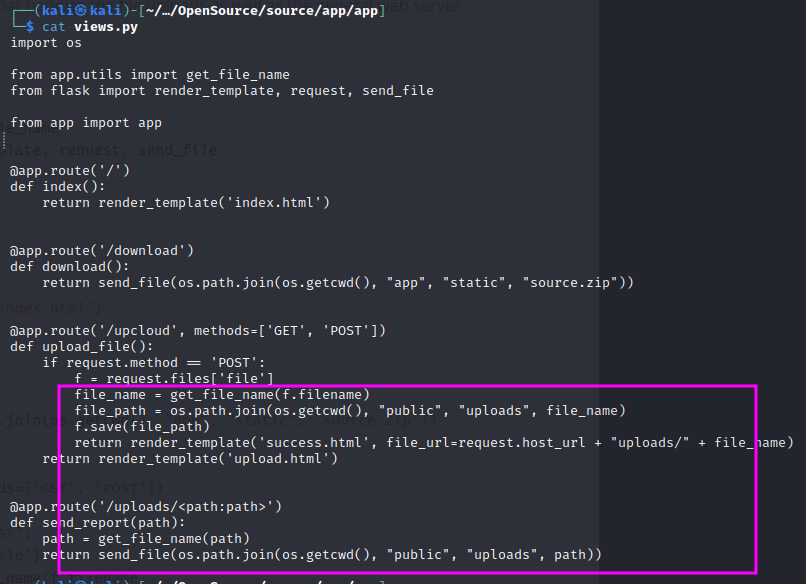 ┌──(kali㉿kali)-[~/…/OpenSource/source/app/app]
└─$ cat views.py
import os

from app.utils import get_file_name
from flask import render_template, request, send_file

from app import app


@app.route('/')
def index():
    return render_template('index.html')


@app.route('/download')
def download():
    return send_file(os.path.join(os.getcwd(), "app", "static", "source.zip"))


@app.route('/upcloud', methods=['GET', 'POST'])
def upload_file():
    if request.method == 'POST':
        f = request.files['file']
        file_name = get_file_name(f.filename)
        file_path = os.path.join(os.getcwd(), "public", "uploads", file_name)
        f.save(file_path)
        return render_template('success.html', file_url=request.host_url + "uploads/" + file_name)
    return render_template('upload.html')


@app.route('/uploads/<path:path>')
def send_report(path):
    path = get_file_name(path)
    return send_file(os.path.join(os.getcwd(), "public", "uploads", path))